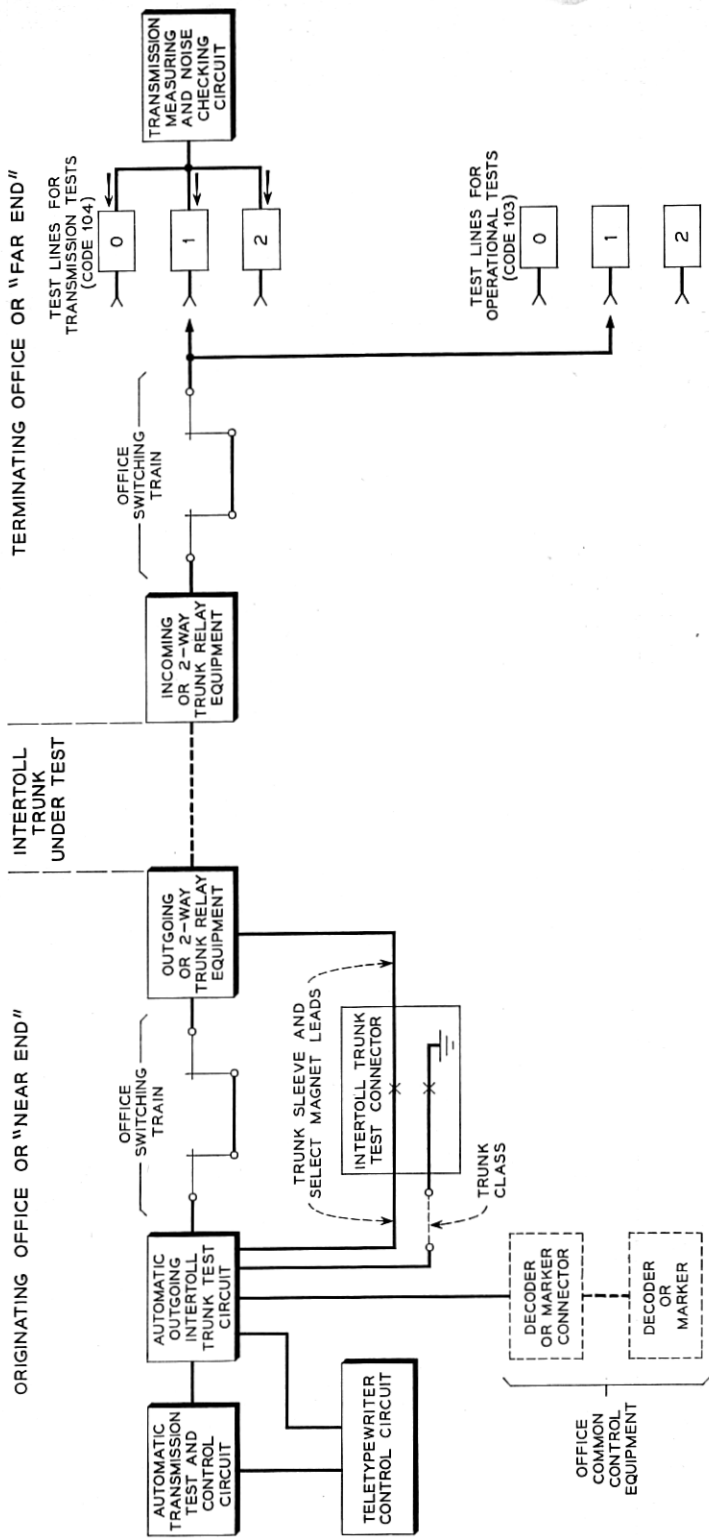 ORIGINATING OFFICE OR "NEAR END"
INTERTOLL
TRUNK
UNDER TEST
TERMINATING OFFICE OR "FAR END"
AUTOMATIC
TRANSMISSION
TEST AND
CONTROL
CIRCUIT
AUTOMATIC
OUTGOING
INTERTOLL
TRUNK TEST
CIRCUIT
OFFICE
SWITCHING
TRAIN
OUTGOING
OR 2-WAY
TRUNK RELAY
EQUIPMENT
INCOMING
OR 2-WAY
TRUNK RELAY
EQUIPMENT
OFFICE
SWITCHING
TRAIN
TEST LINES FOR
TRANSMISSION TESTS
(CODE 104)
0
1
2
TRANSMISSION
MEASURING
AND NOISE
CHECKING
CIRCUIT
TELETYPEWRITER
CONTROL CIRCUIT
TRUNK SLEEVE AND
SELECT MAGNET LEADS
INTERTOLL TRUNK
TEST CONNECTOR
TRUNK
CLASS
OFFICE
COMMON
CONTROL
EQUIPMENT
DECODER
OR MARKER
CONNECTOR
DECODER
OR
MARKER
TEST LINES FOR
OPERATIONAL TESTS
(CODE 103)
0
1
2